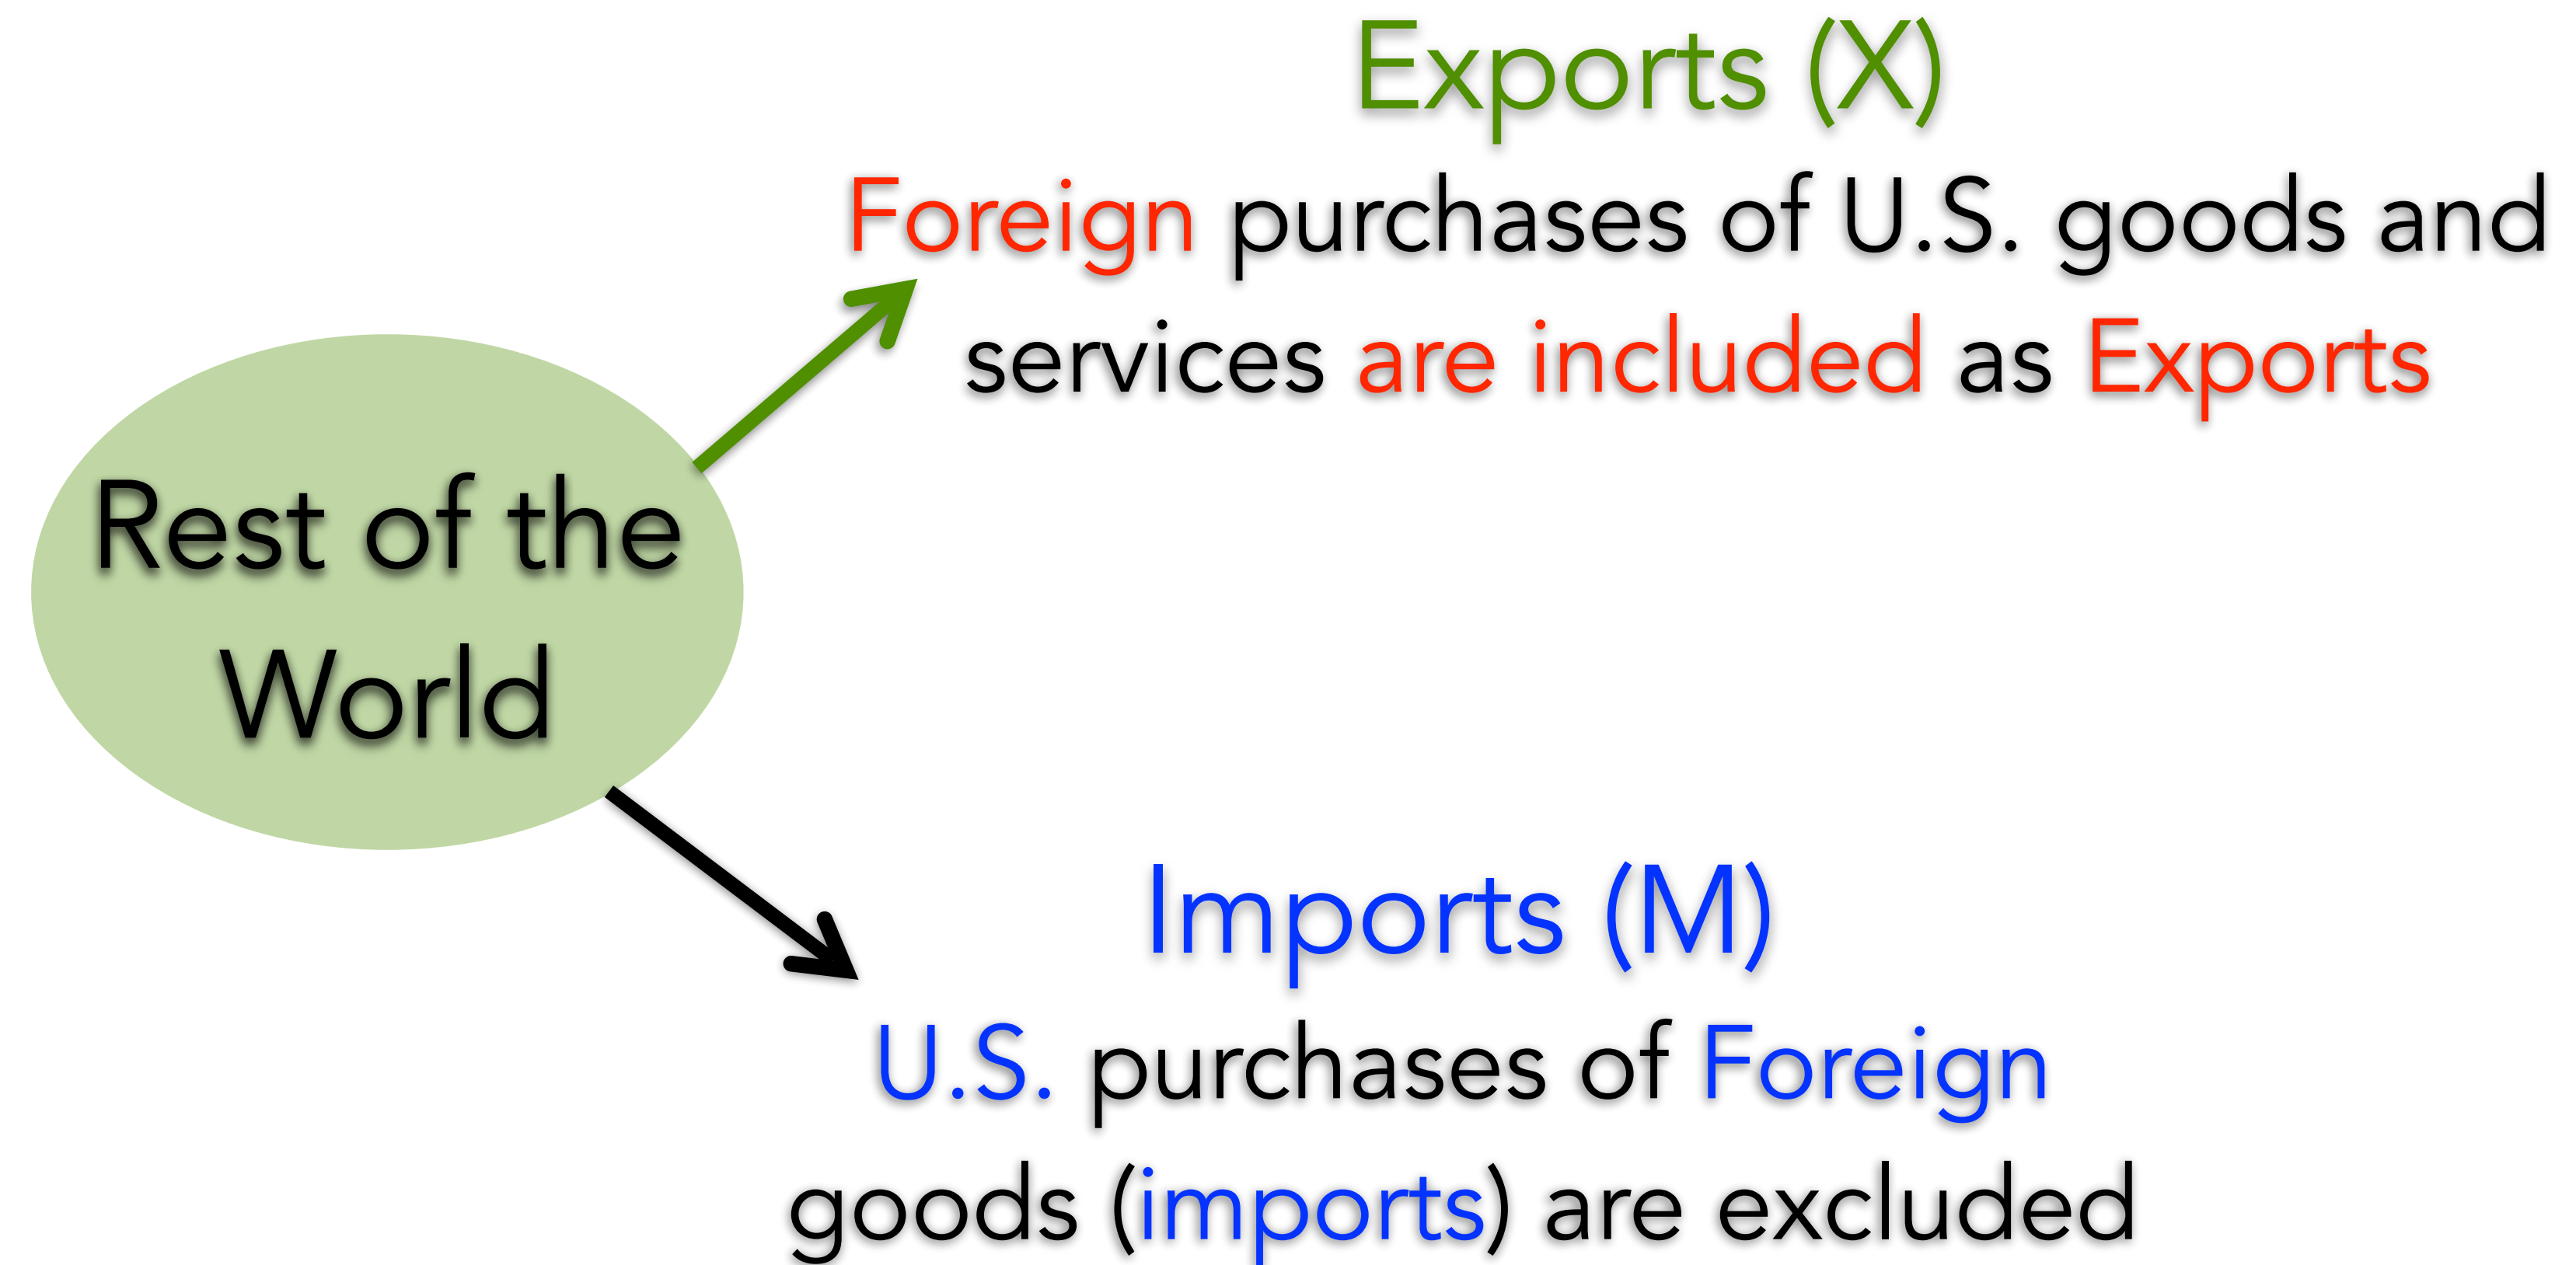 Exports (X)
Foreign purchases of U.S. goods and
services are included as Exports
Rest of the
World
Imports (M)
U.S. purchases of Foreign
goods (imports) are excluded